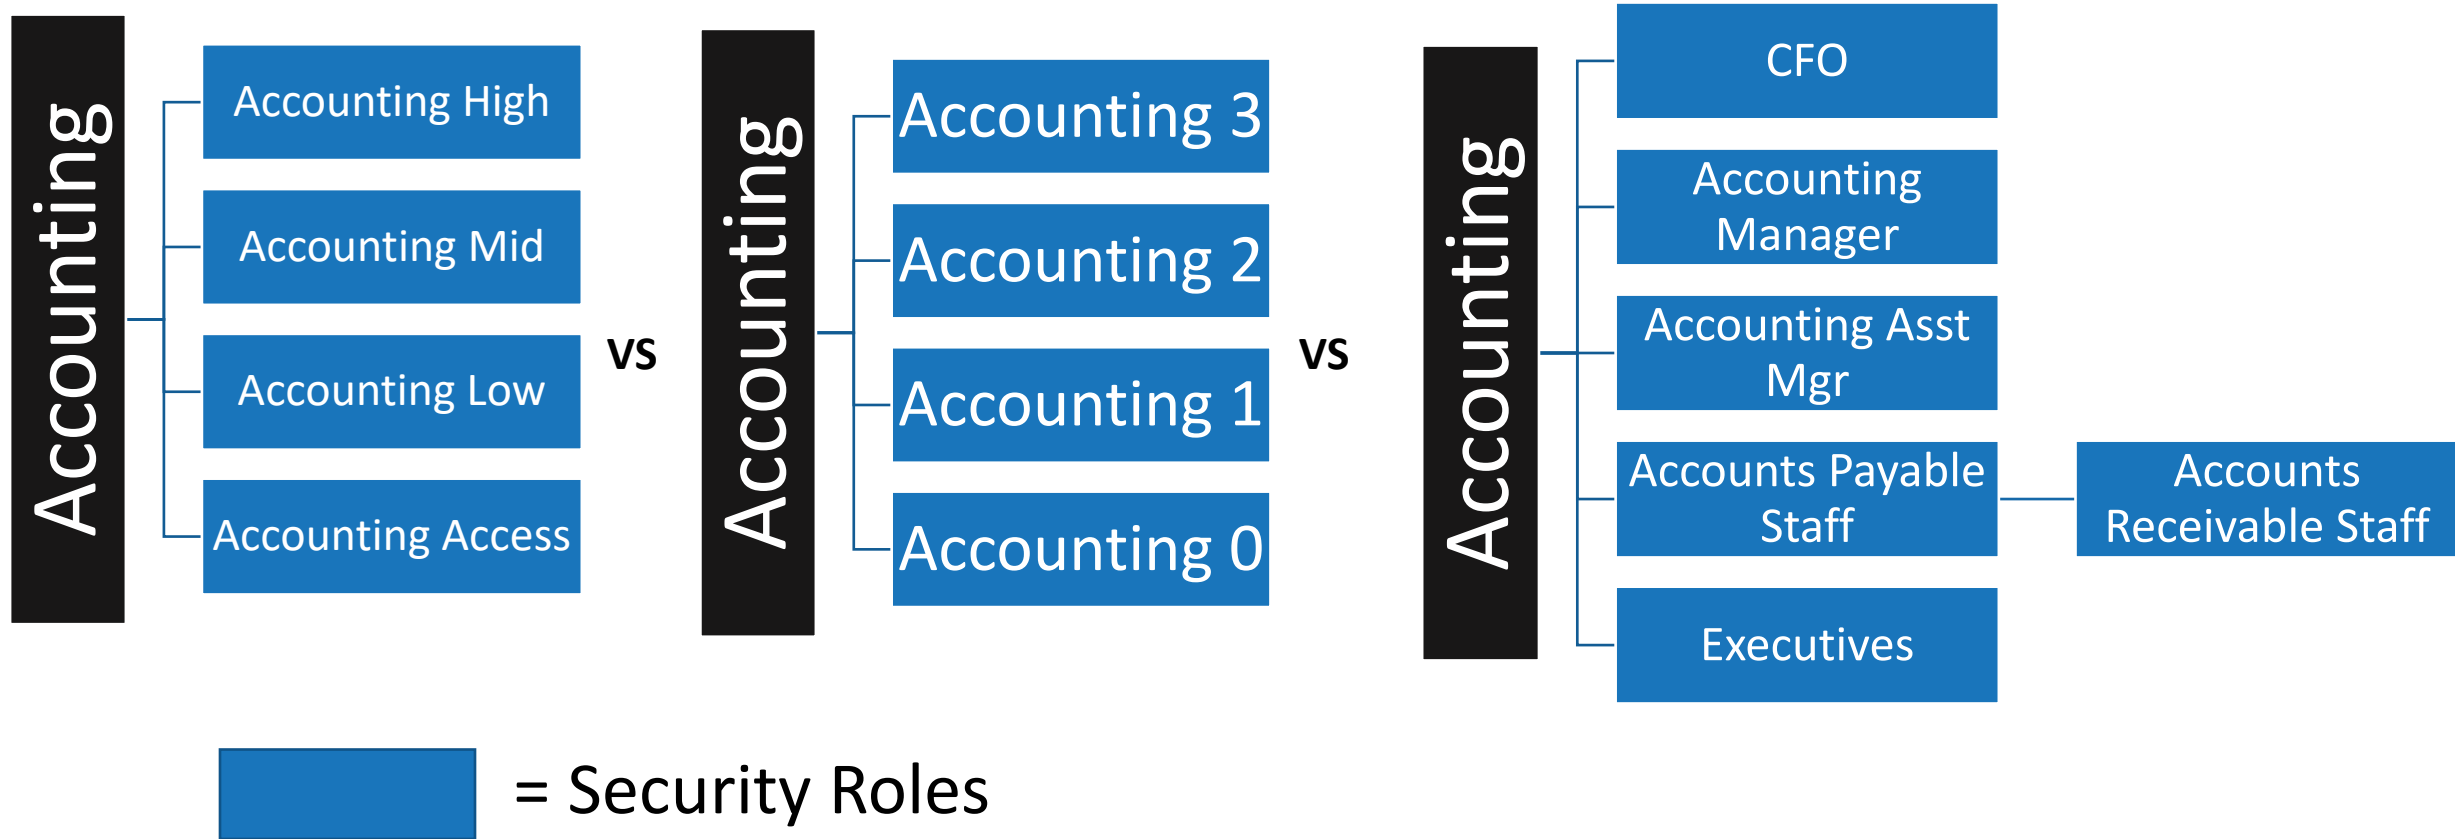 Accounting
Accounting High
Accounting Mid
Accounting Low
Accounting Access
vs
Accounting
Accounting 3
Accounting 2
Accounting 1
Accounting 0
vs
Accounting
CFO
Accounting
Manager
Accounting Asst
Mgr
Accounts Payable
Staff
Accounts
Receivable Staff
Executives
= Security Roles